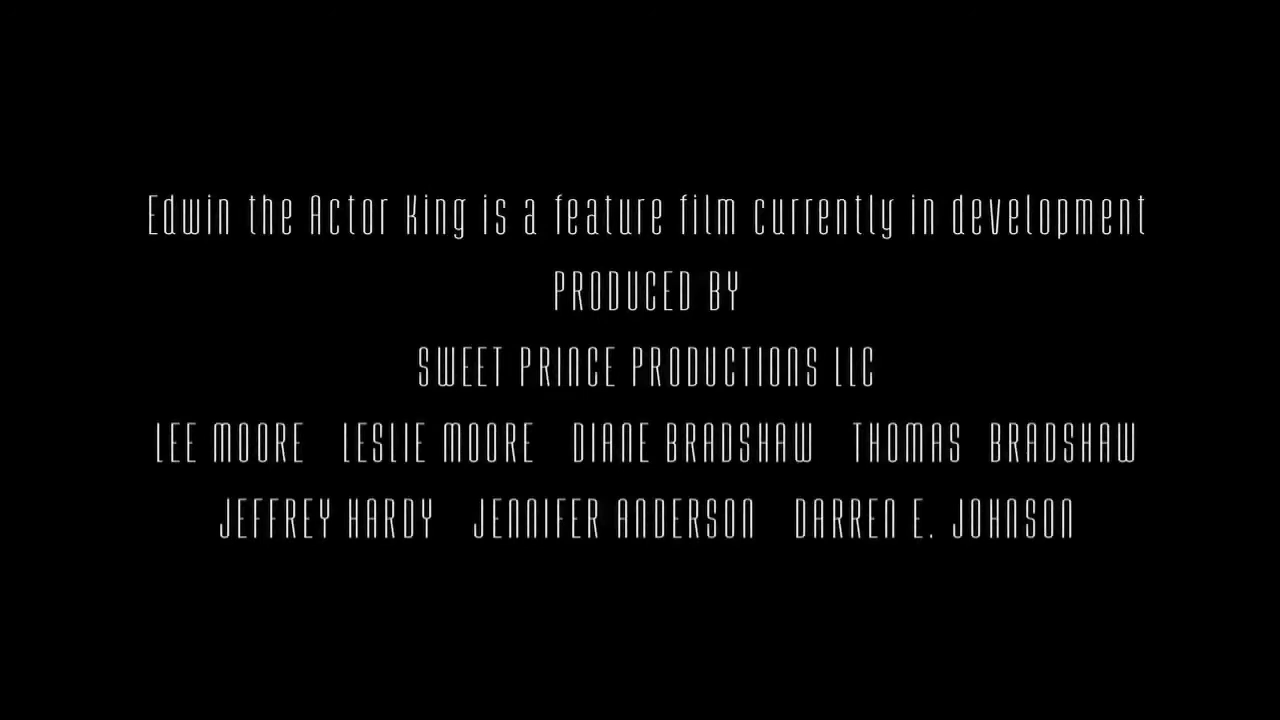 Edwin the Actor King is a feature film currently in development
PRODUCED BY
SWEET PRINCE PRODUCTIONS LLC
LEE MOORE LESLIE MOORE DIANE BRADSHAW THOMAS BRADSHAW
JEFFREY HARDY JENNIFER ANDERSON DARREN E. JOHNSON